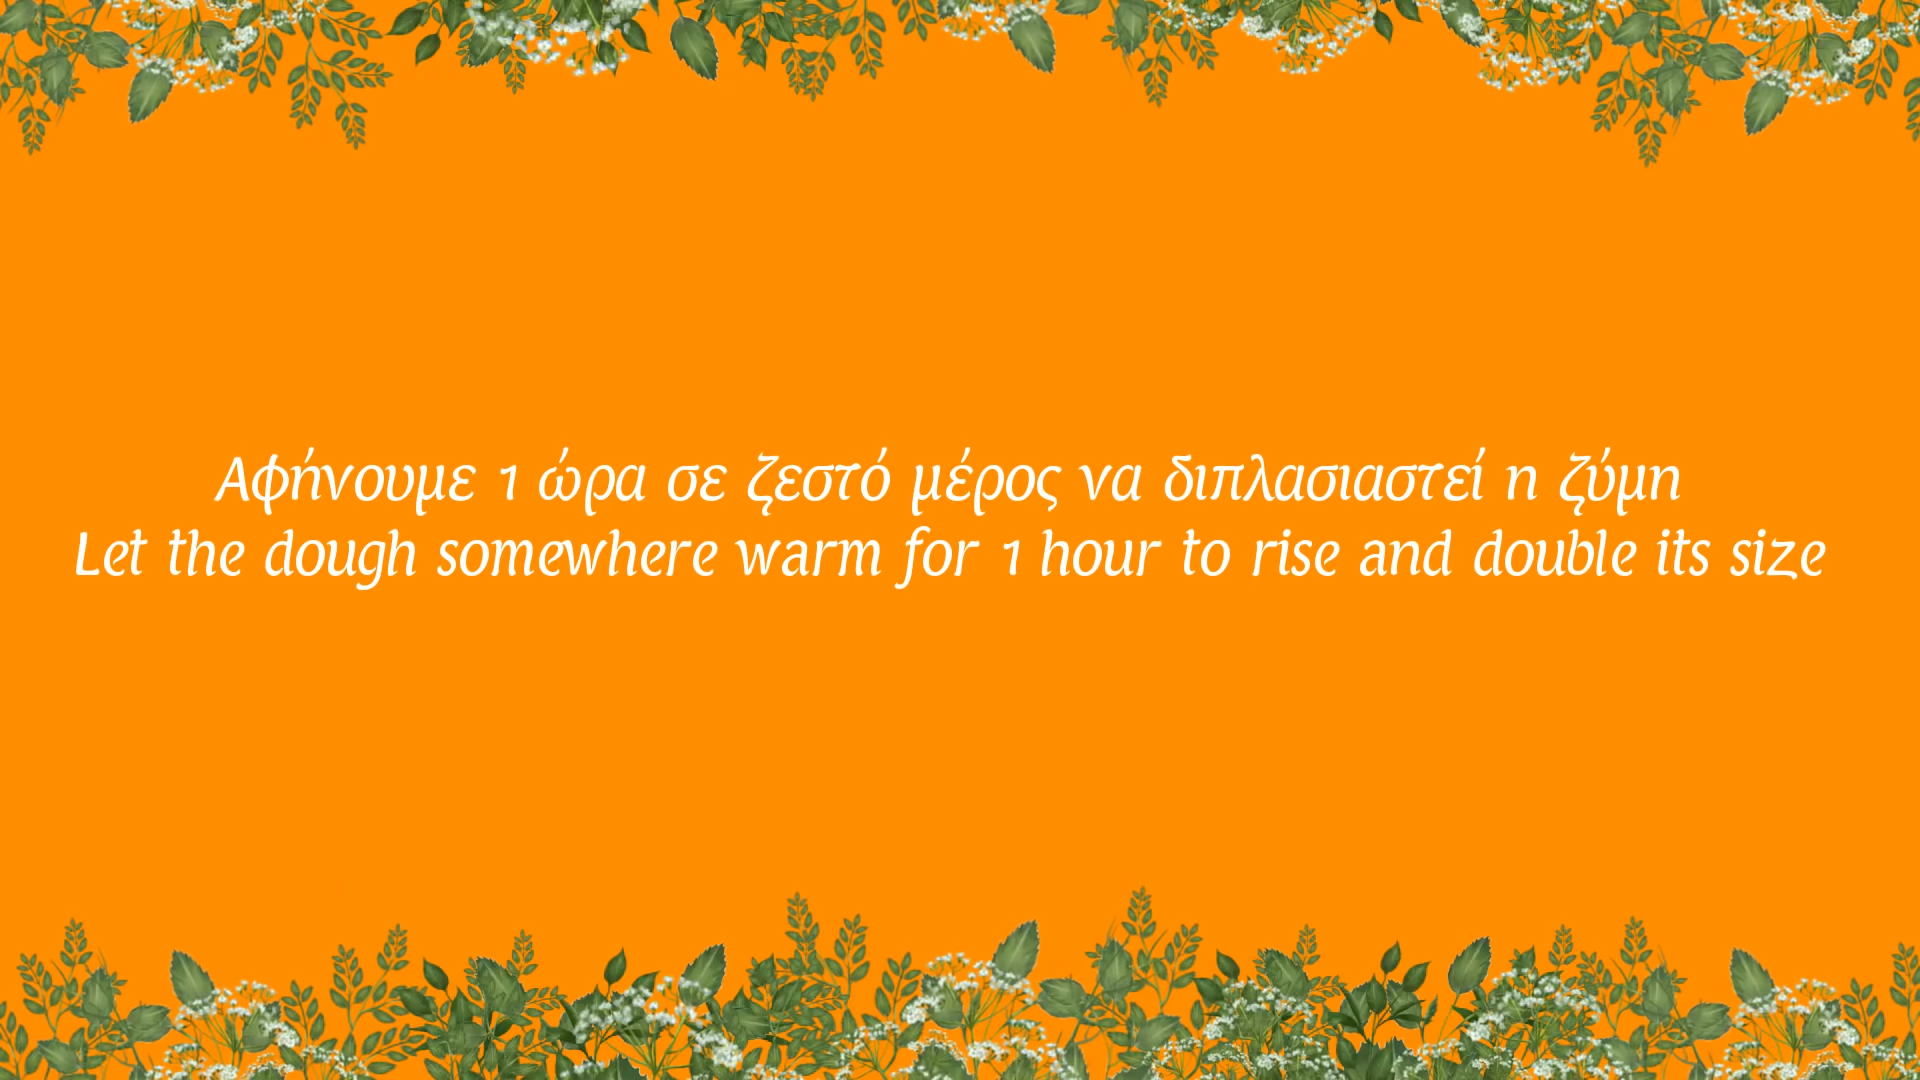 Αφήνουμε 1 ώρα σε ζεστό μέρος να διπλασιαστεί η ζύμη
Let the dough somewhere warm for 1 hour to rise and double its size